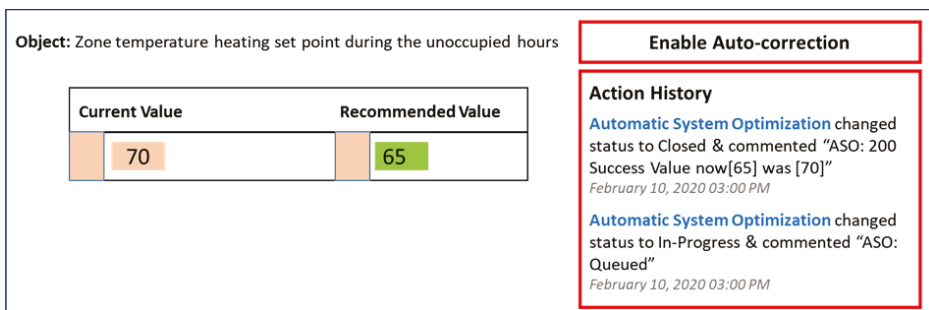 Object: Zone temperature heating set point during the unoccupied hours
Current Value
Recommended Value
70
65
Enable Auto-correction
Action History
Automatic System Optimization changed
status to Closed & commented “ASO: 200
Success Value now[65] was [70]”
February 10, 2020 03:00 PM
Automatic System Optimization changed
status to In-Progress & commented “ASO:
Queued”
February 10, 2020 03:00 PM